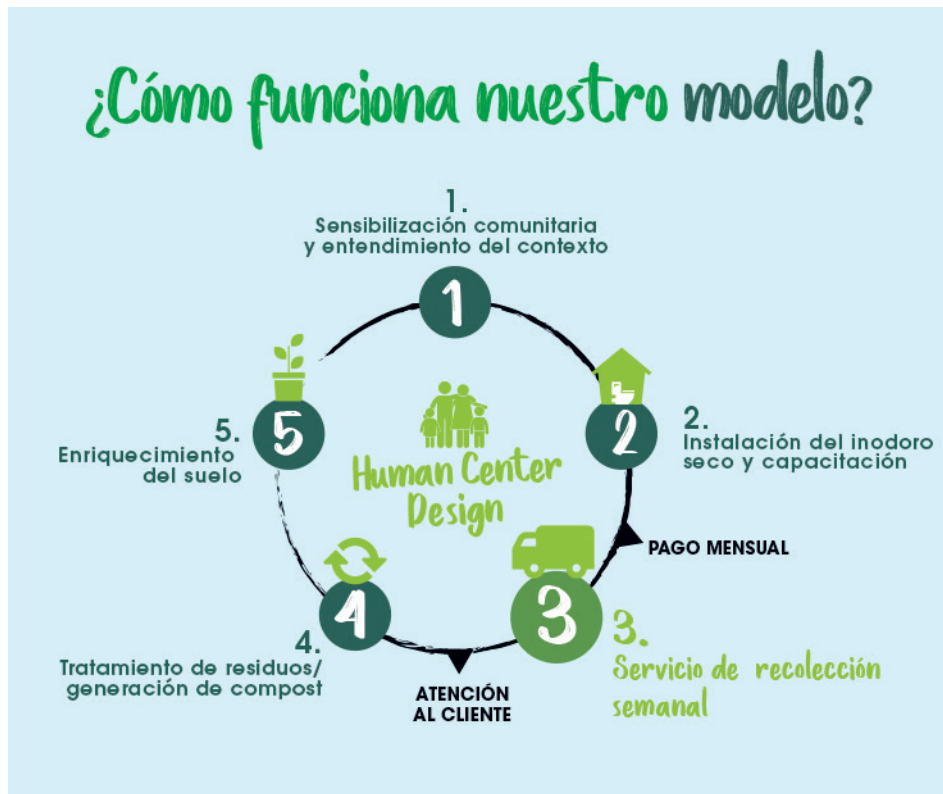 ¿Cómo funciona nuestro modelo?
1.
Sensibilización comunitaria
y entendimiento del contexto
1
2
2.
Instalación del inodoro
seco y capacitación
PAGO MENSUAL
3
3.
Servicio de recolección
semanal
ATENCIÓN
AL CLIENTE
4
4.
Tratamiento de residuos/
generación de compost
5
5.
Enriquecimiento
del suelo
Human Center
Design